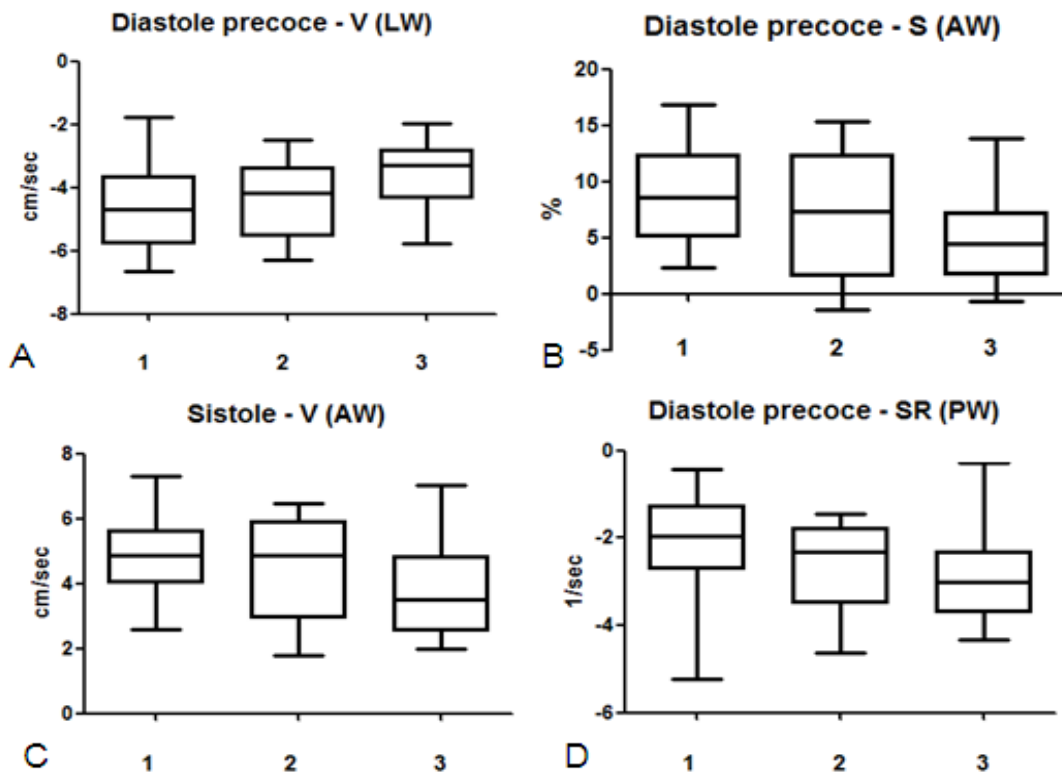 Diastole precoce - V (LW)
0
-2
-4
-6
-8
cm/sec
1 2 3
A
Diastole precoce - S (AW)
20
15
10
5
0
-5
%
1 2 3
B
Sistole - V (AW)
8
6
4
2
0
cm/sec
1 2 3
C
Diastole precoce - SR (PW)
0
-2
-4
-6
1/sec
1 2 3
D